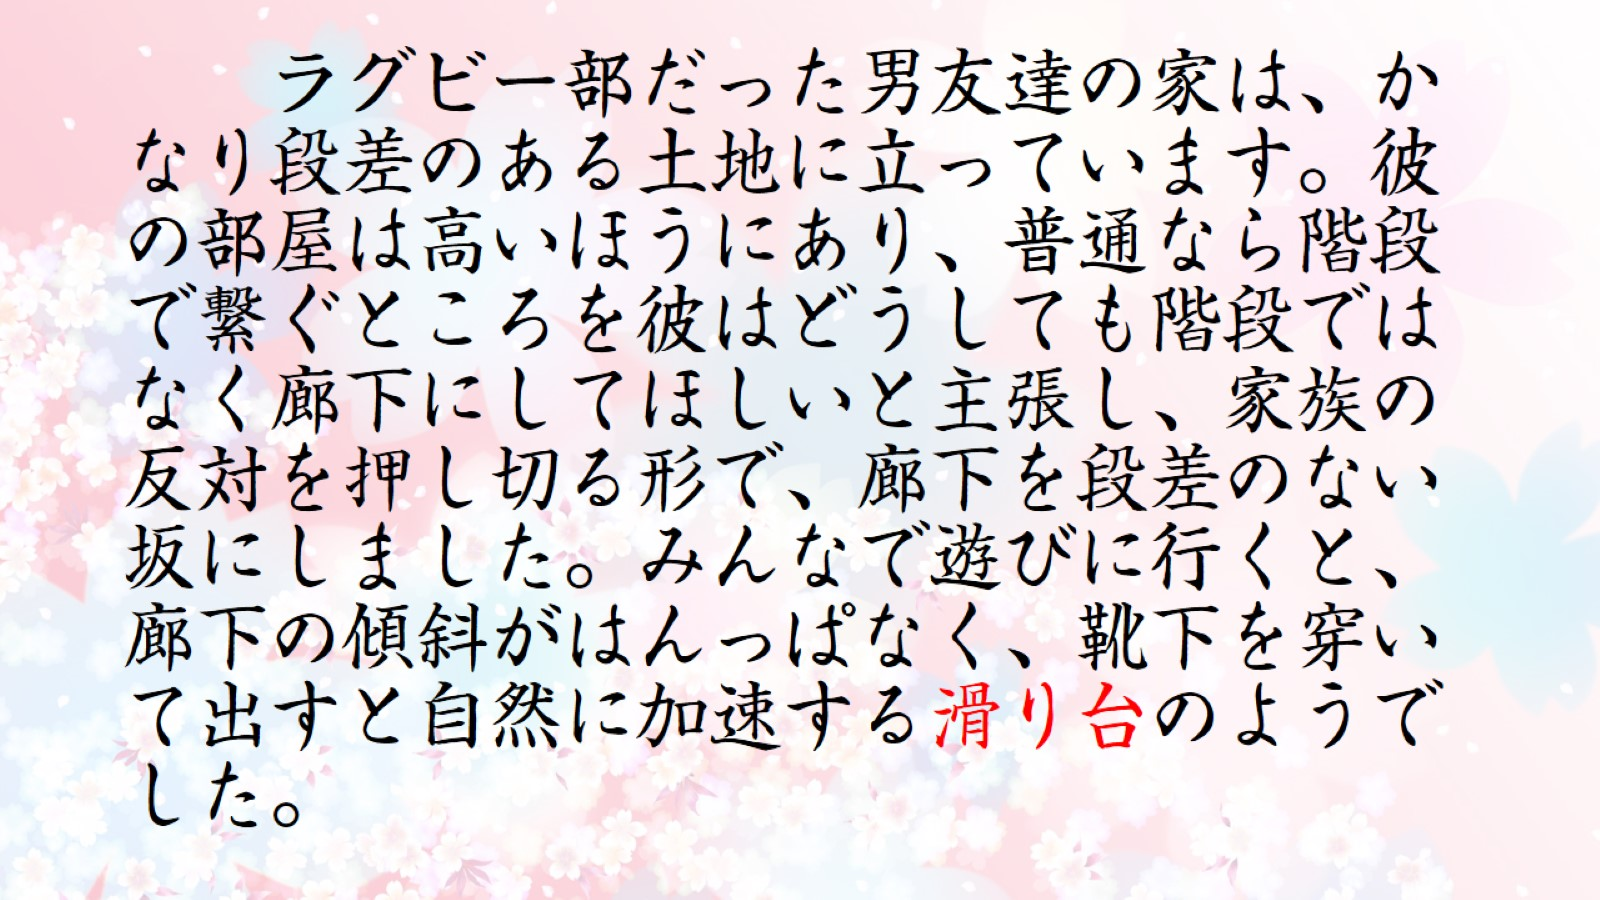 ラグビー部だった男友達の家は、か
なり段差のある土地に立っています。彼
の部屋は高いほうにあり、普通なら階段
で繋ぐところを彼はどうしても階段では
なく廊下にしてほしいと主張し、家族の
反対を押し切る形で、廊下を段差のない
坂にしました。みんなで遊びに行くと、
廊下の傾斜がはんっぱなく、靴下を穿い
て出すと自然に加速する滑り台のようで
した。